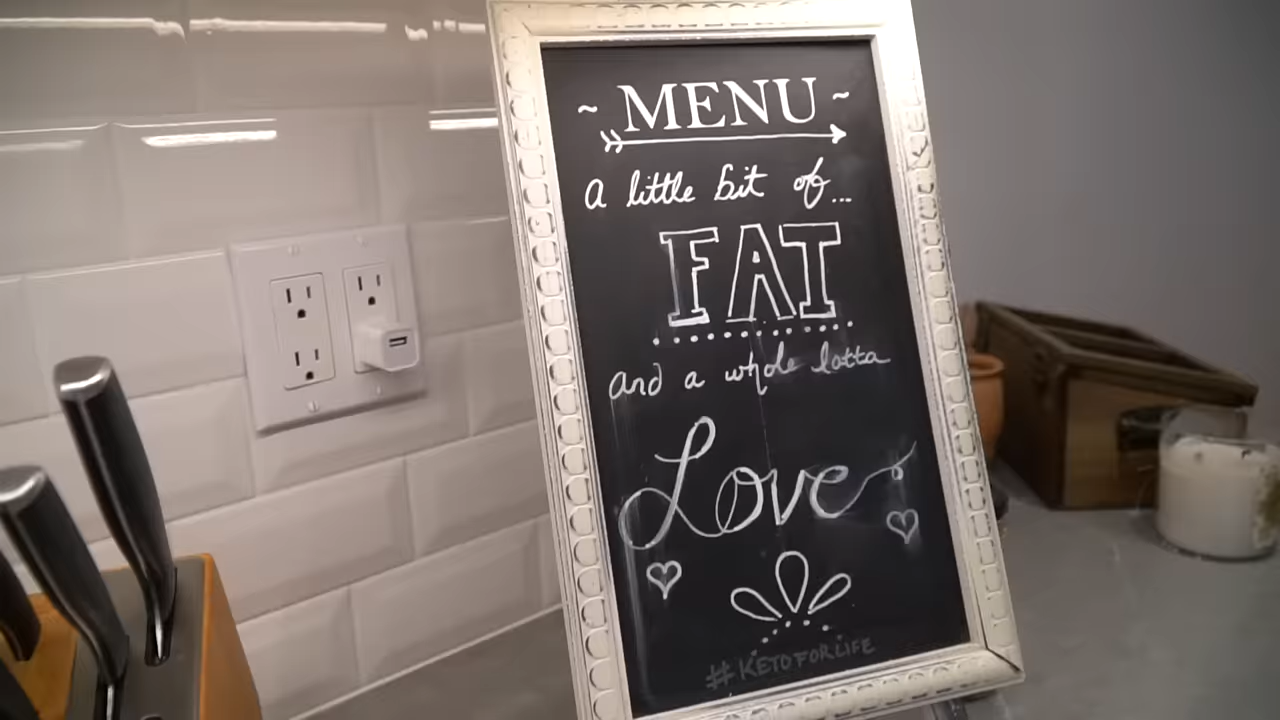 ~ MENU ~
a little bit of...
FAT
and a whole lotta
Love
#KETOFORLIFE